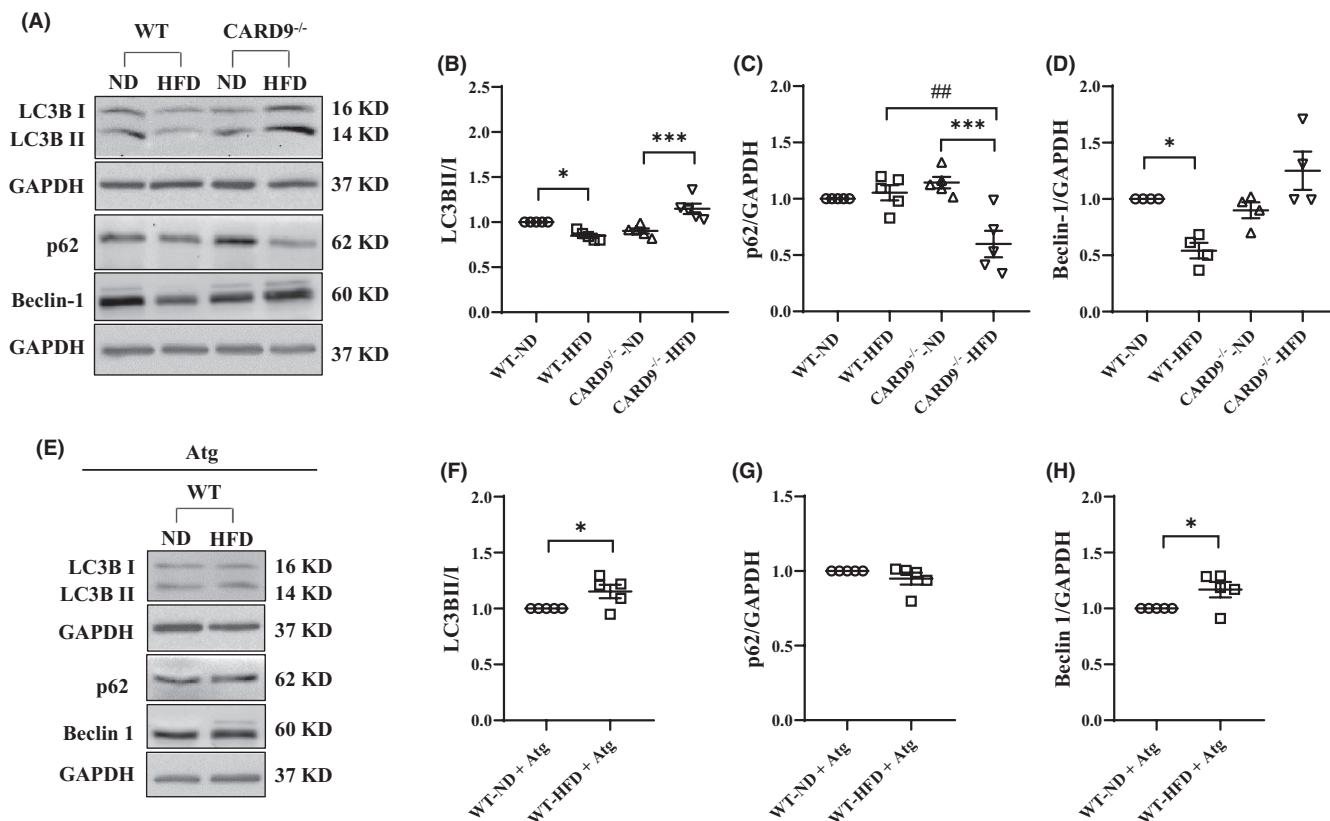 (A)
WT CARD9-/-
ND HFD ND HFD
LC3B I 16 KD
LC3B II 14 KD
GAPDH 37 KD
p62 62 KD
Beclin-1 60 KD
GAPDH 37 KD
(B)
LC3BII/I
2.5
2.0
1.5
1.0
0.5
0.0
* ***
WT-ND
WT-HFD
CARD9-/--ND
CARD9-/--HFD
(C)
p62/GAPDH
2.0
1.5
1.0
0.5
0.0
##
***
WT-ND
WT-HFD
CARD9-/--ND
CARD9-/--HFD
(D)
Beclin-1/GAPDH
2.0
1.5
1.0
0.5
0.0
*
WT-ND
WT-HFD
CARD9-/--ND
CARD9-/--HFD
(E)
Atg
WT
ND HFD
LC3B I 16 KD
LC3B II 14 KD
GAPDH 37 KD
p62 62 KD
Beclin 1 60 KD
GAPDH 37 KD
(F)
LC3BII/I
2.0
1.5
1.0
0.5
0.0
*
WT-ND + Atg
WT-HFD + Atg
(G)
p62/GAPDH
1.5
1.0
0.5
0.0
WT-ND + Atg
WT-HFD + Atg
(H)
Beclin 1/GAPDH
2.0
1.5
1.0
0.5
0.0
*
WT-ND + Atg
WT-HFD + Atg